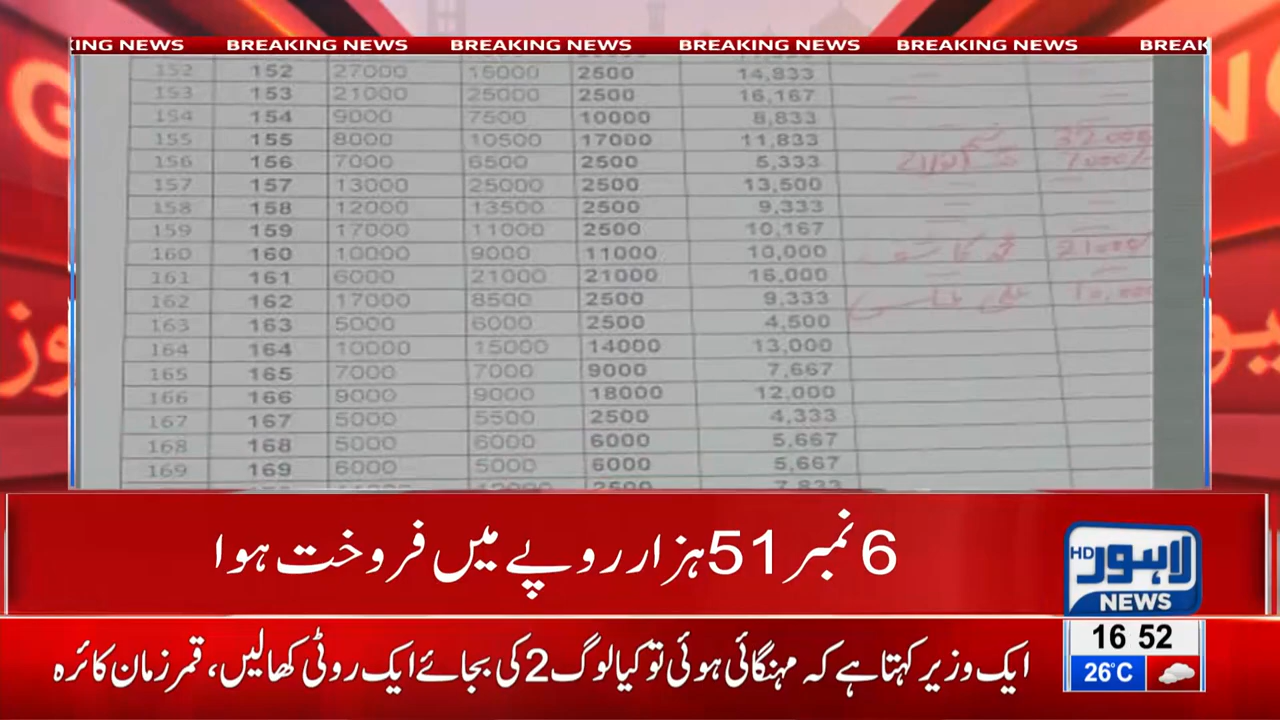 BREAKING NEWS BREAKING NEWS BREAKING NEWS BREAKING NEWS
152 152 27000 15000 2500 14,833
153 153 21000 25000 2500 16,167
154 154 9000 7500 10000 8,833
155 155 8000 10500 17000 11,833
156 156 7000 6500 2500 5,333
157 157 13000 25000 2500 13,500
158 158 12000 13500 2500 9,333
159 159 17000 11000 2500 10,167
160 160 10000 9000 11000 10,000
161 161 6000 21000 21000 16,000
162 162 17000 8500 2500 9,333
163 163 5000 6000 2500 4,500
164 164 10000 15000 14000 13,000
165 165 7000 7000 9000 7,667
166 166 9000 9000 18000 12,000
167 167 5000 5500 2500 4,333
168 168 5000 6000 6000 5,667
169 169 6000 5000 6000 5,667
6 نمبر 51 ہزار روپے میں فروخت ہوا
HD لاہور
NEWS
16 52
ایک وزیر کہتا ہے کہ مہنگائی ہوئی تو کیا لوگ 2 کی بجائے ایک روٹی کھا لیں، قمر زمان کائرہ
26°C